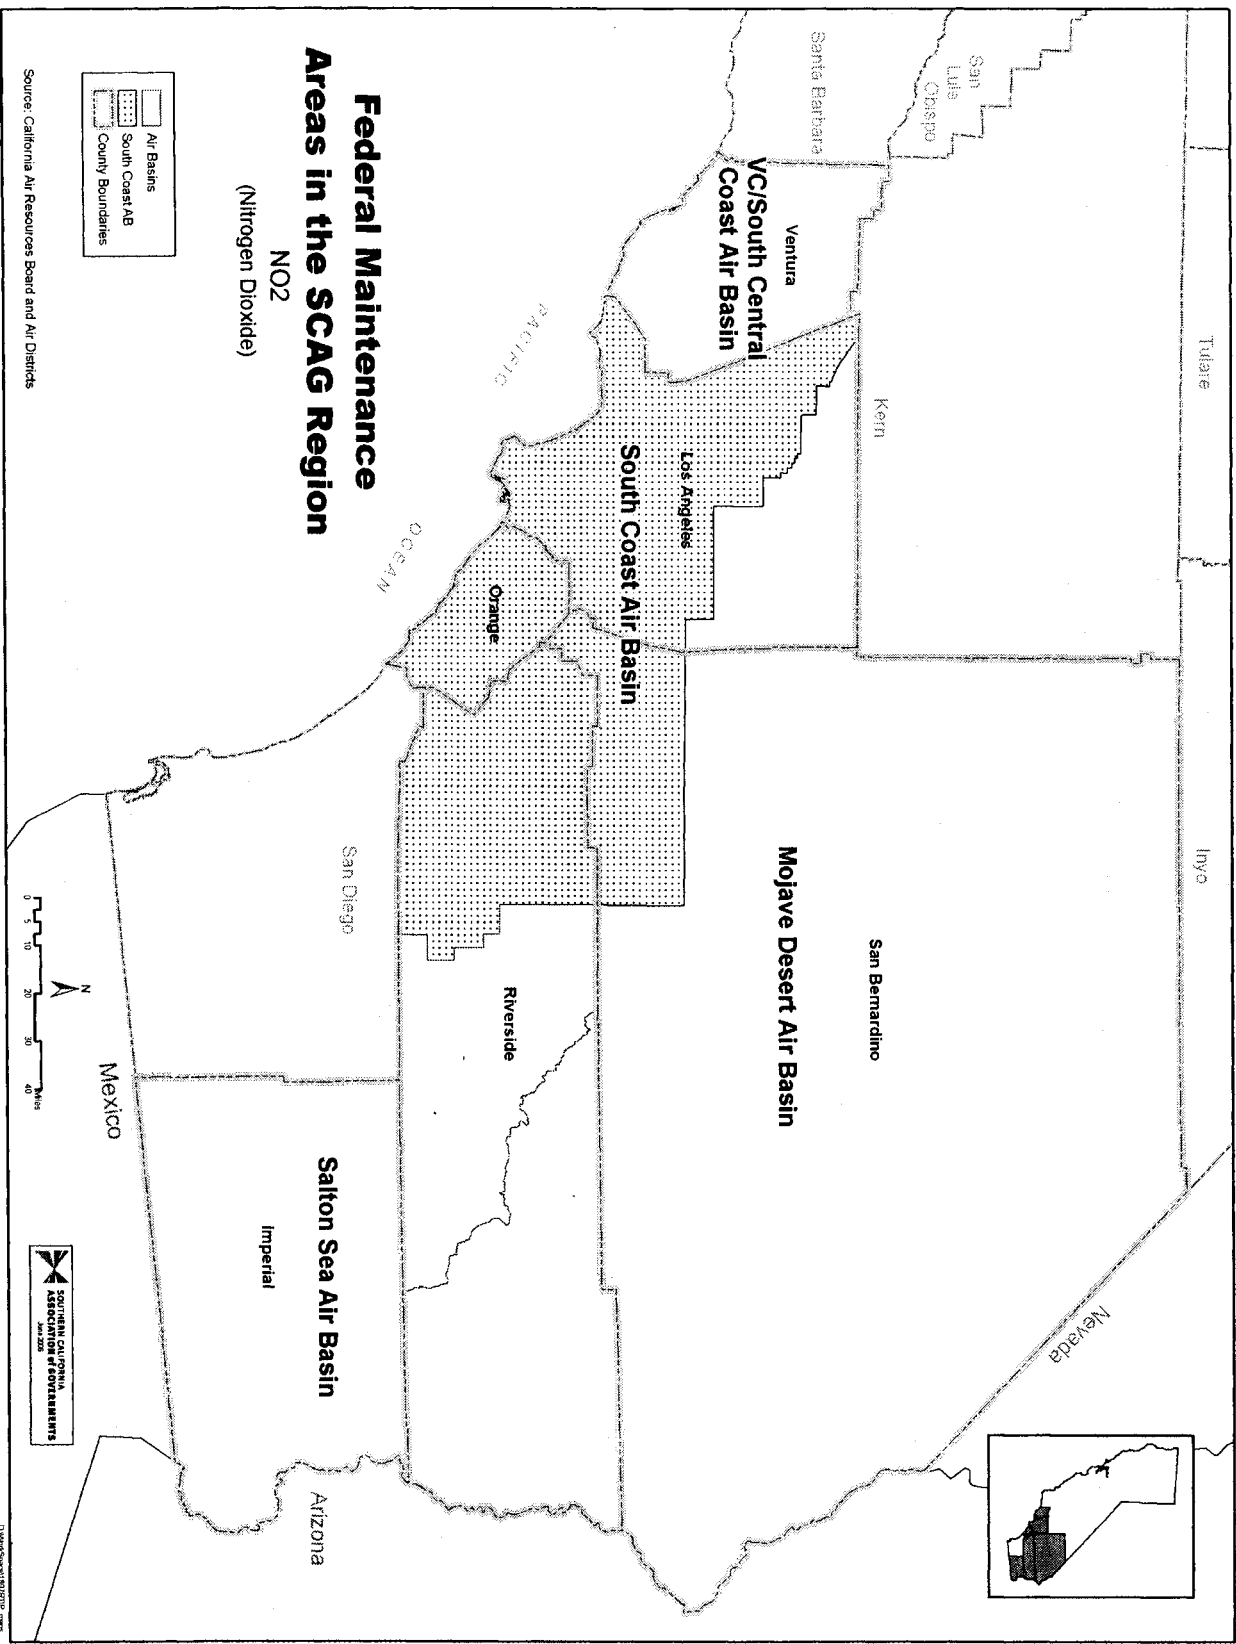 Tulare
Inyo
San
Luis
Obispo
Santa Barbara
Kern
Ventura
VC/South Central
Coast Air Basin
Los Angeles
South Coast Air Basin
Orange
San Bernardino
Mojave Desert Air Basin
Nevada
Riverside
PACIFIC
OCEAN
San Diego
Salton Sea Air Basin
Imperial
Arizona
Mexico
Federal Maintenance
Areas in the SCAG Region
NO2
(Nitrogen Dioxide)
Air Basins
South Coast AB
County Boundaries
Source: California Air Resources Board and Air Districts
N
0 5 10 20 30 40
Miles
SOUTHERN CALIFORNIA
ASSOCIATION of GOVERNMENTS